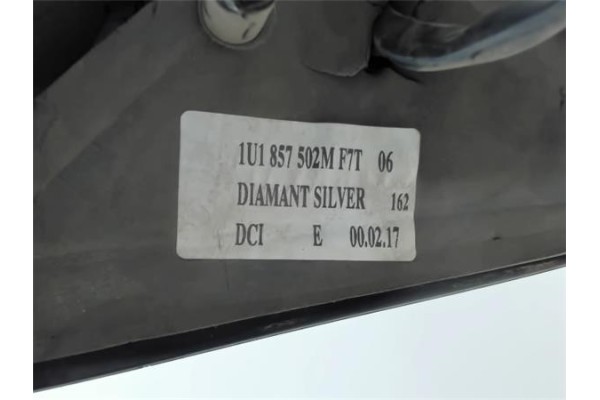 1U1 857 502M F7T 06
DIAMANT SILVER 162
DCI E 00.02.17